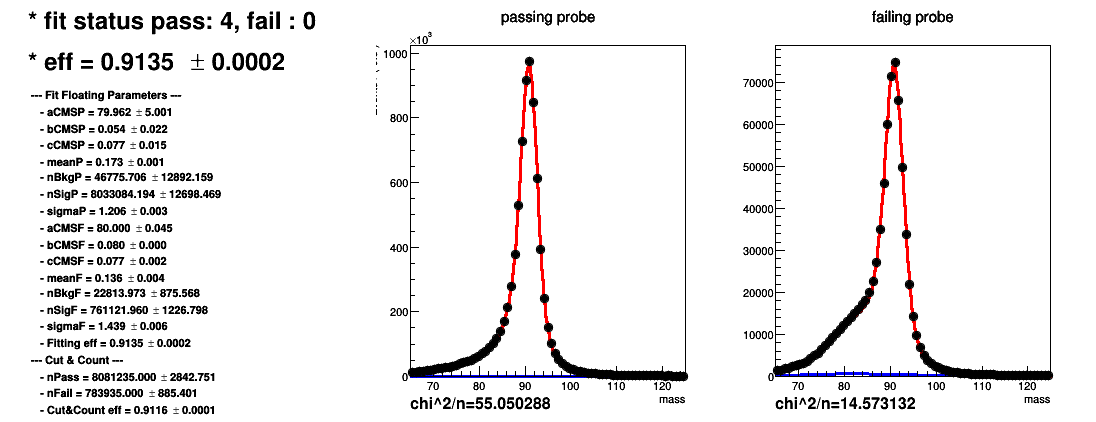 * fit status pass: 4, fail : 0
* eff = 0.9135 ± 0.0002
--- Fit Floating Parameters ---
- aCMSP = 79.962 ± 5.001
- bCMSP = 0.054 ± 0.022
- cCMSP = 0.077 ± 0.015
- meanP = 0.173 ± 0.001
- nBkgP = 46775.706 ± 12892.159
- nSigP = 8033084.194 ± 12698.469
- sigmaP = 1.206 ± 0.003
- aCMSF = 80.000 ± 0.045
- bCMSF = 0.080 ± 0.000
- cCMSF = 0.077 ± 0.002
- meanF = 0.136 ± 0.004
- nBkgF = 22813.973 ± 875.568
- nSigF = 761121.960 ± 1226.798
- sigmaF = 1.439 ± 0.006
- Fitting eff = 0.9135 ± 0.0002
--- Cut & Count ---
- nPass = 8081235.000 ± 2842.751
- nFail = 783935.000 ± 885.401
- Cut&Count eff = 0.9116 ± 0.0001
passing probe
×10³
1000
800
600
400
200
0
70 80 90 100 110 120
mass
chi^2/n=55.050288
failing probe
70000
60000
50000
40000
30000
20000
10000
0
70 80 90 100 110 120
mass
chi^2/n=14.573132